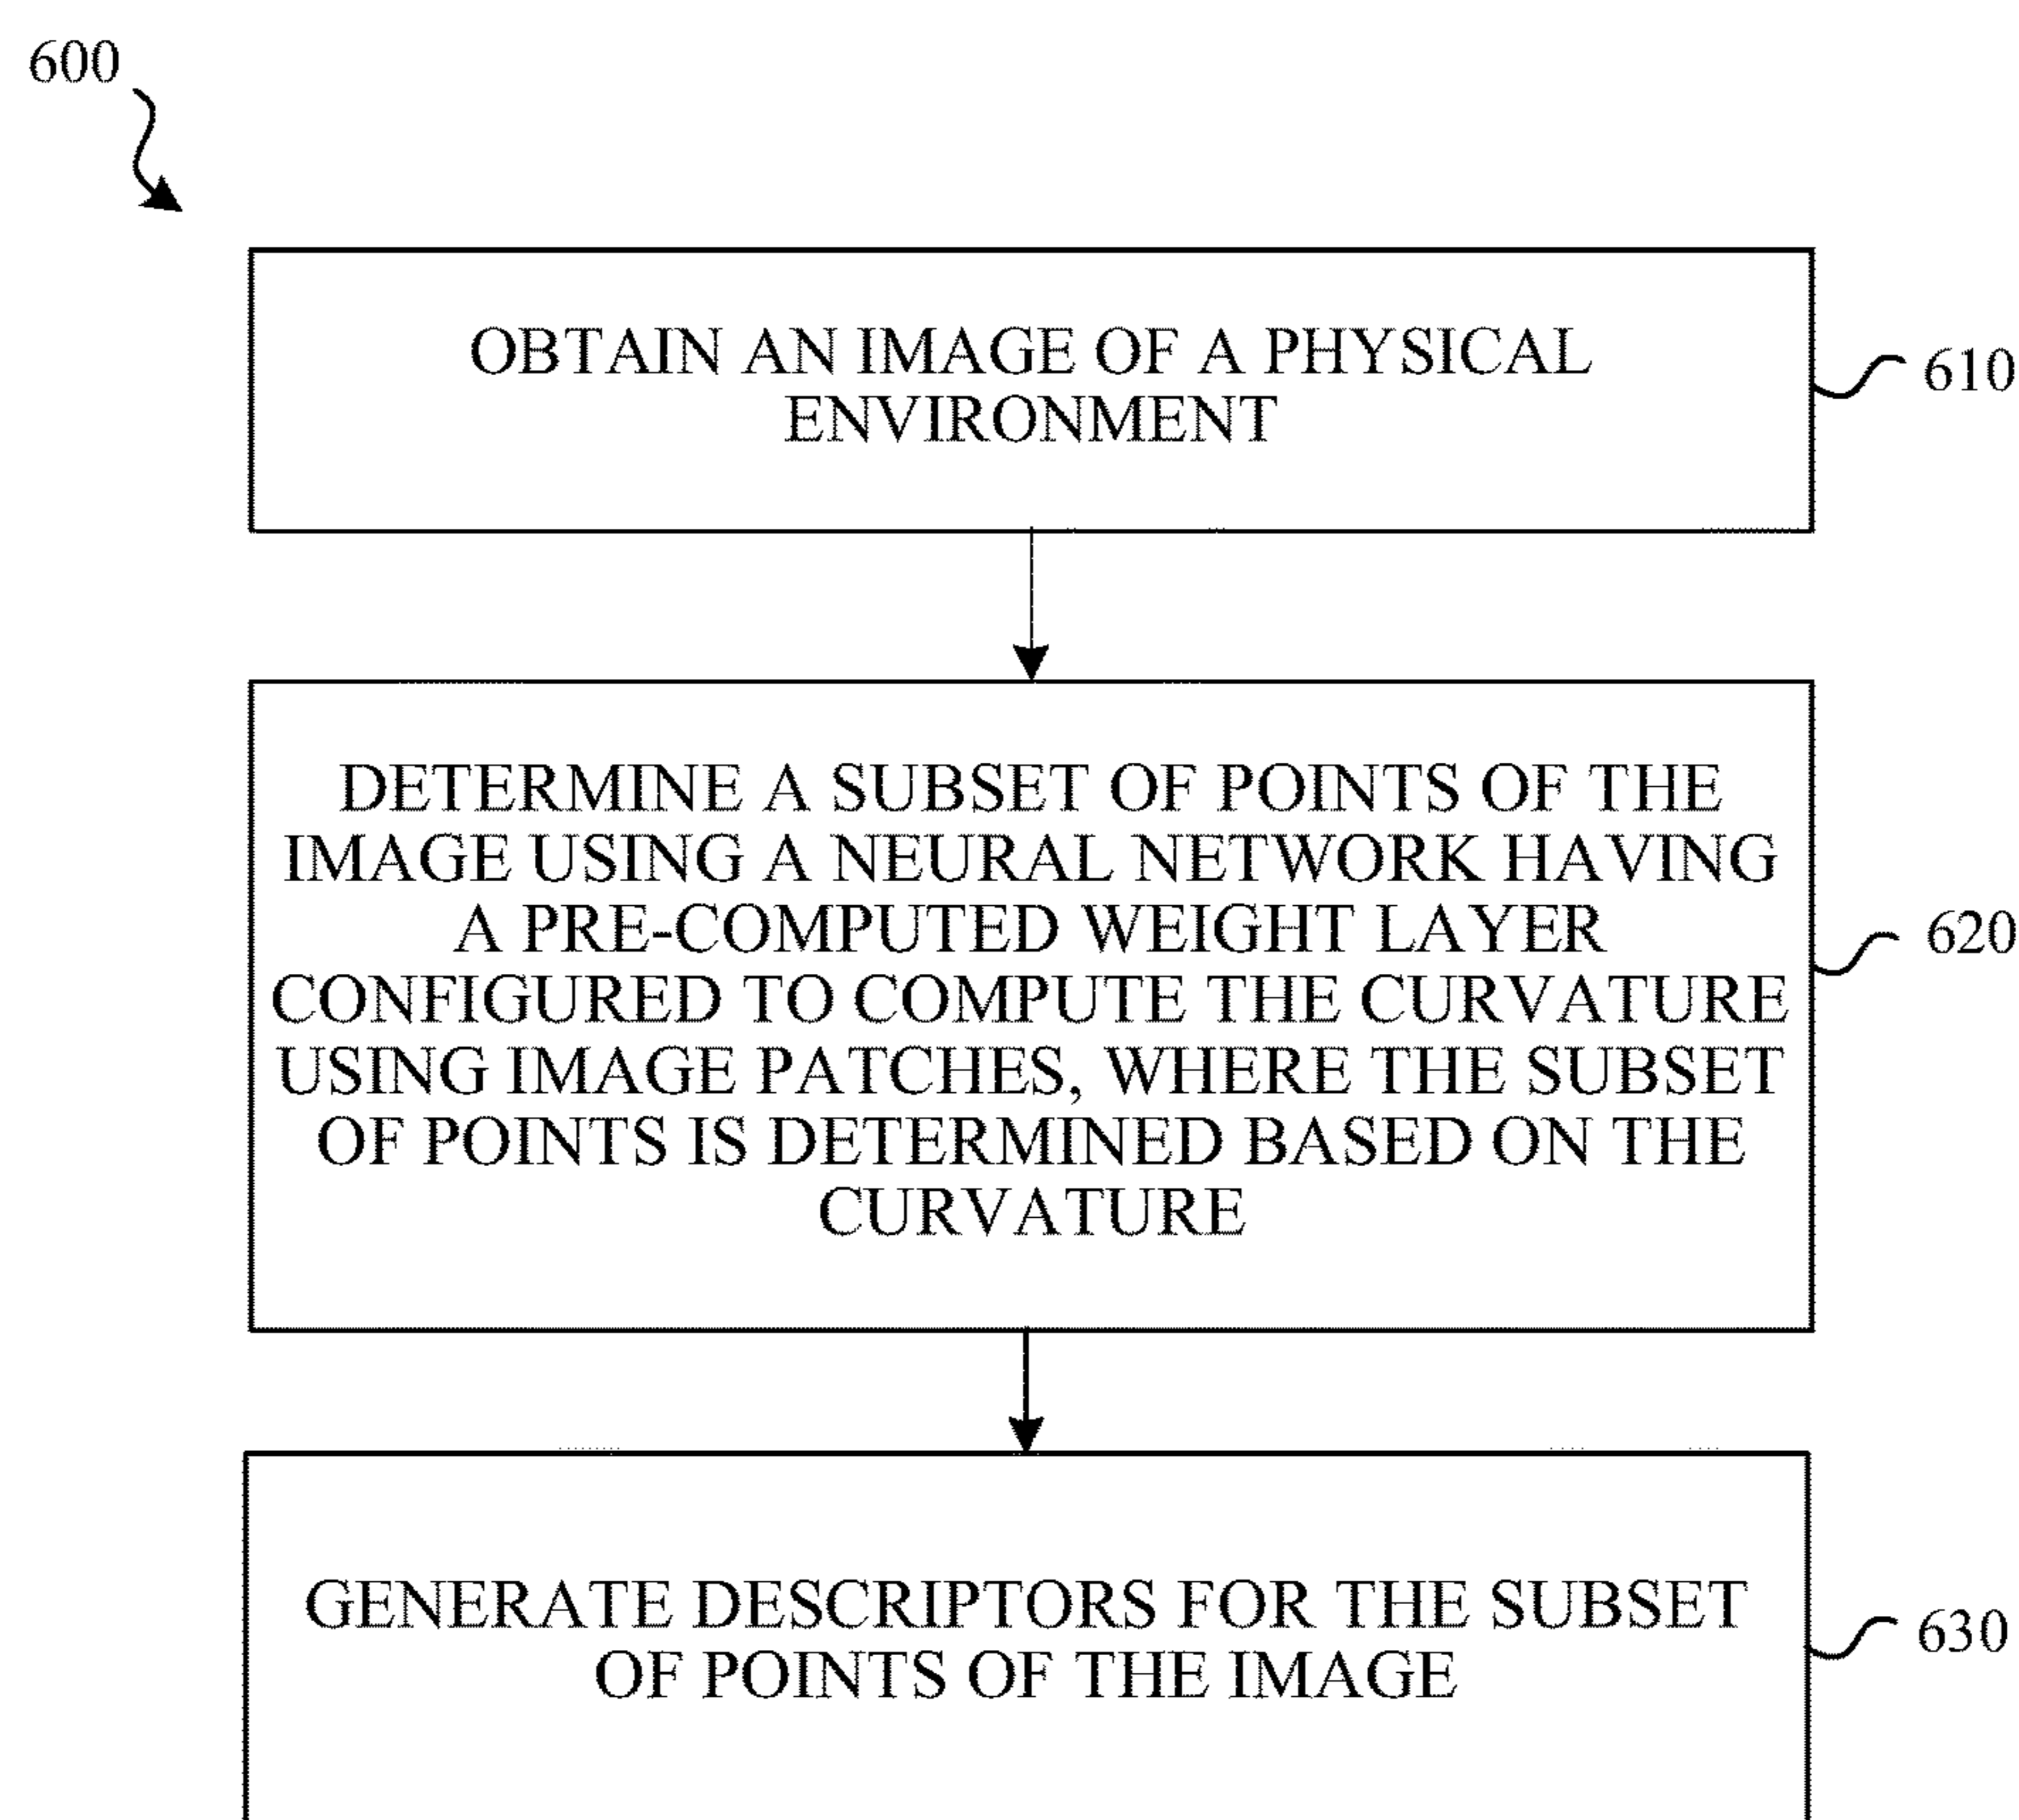 600
OBTAIN AN IMAGE OF A PHYSICAL
ENVIRONMENT
610
DETERMINE A SUBSET OF POINTS OF THE
IMAGE USING A NEURAL NETWORK HAVING
A PRE-COMPUTED WEIGHT LAYER
CONFIGURED TO COMPUTE THE CURVATURE
USING IMAGE PATCHES, WHERE THE SUBSET
OF POINTS IS DETERMINED BASED ON THE
CURVATURE
620
GENERATE DESCRIPTORS FOR THE SUBSET
OF POINTS OF THE IMAGE
630